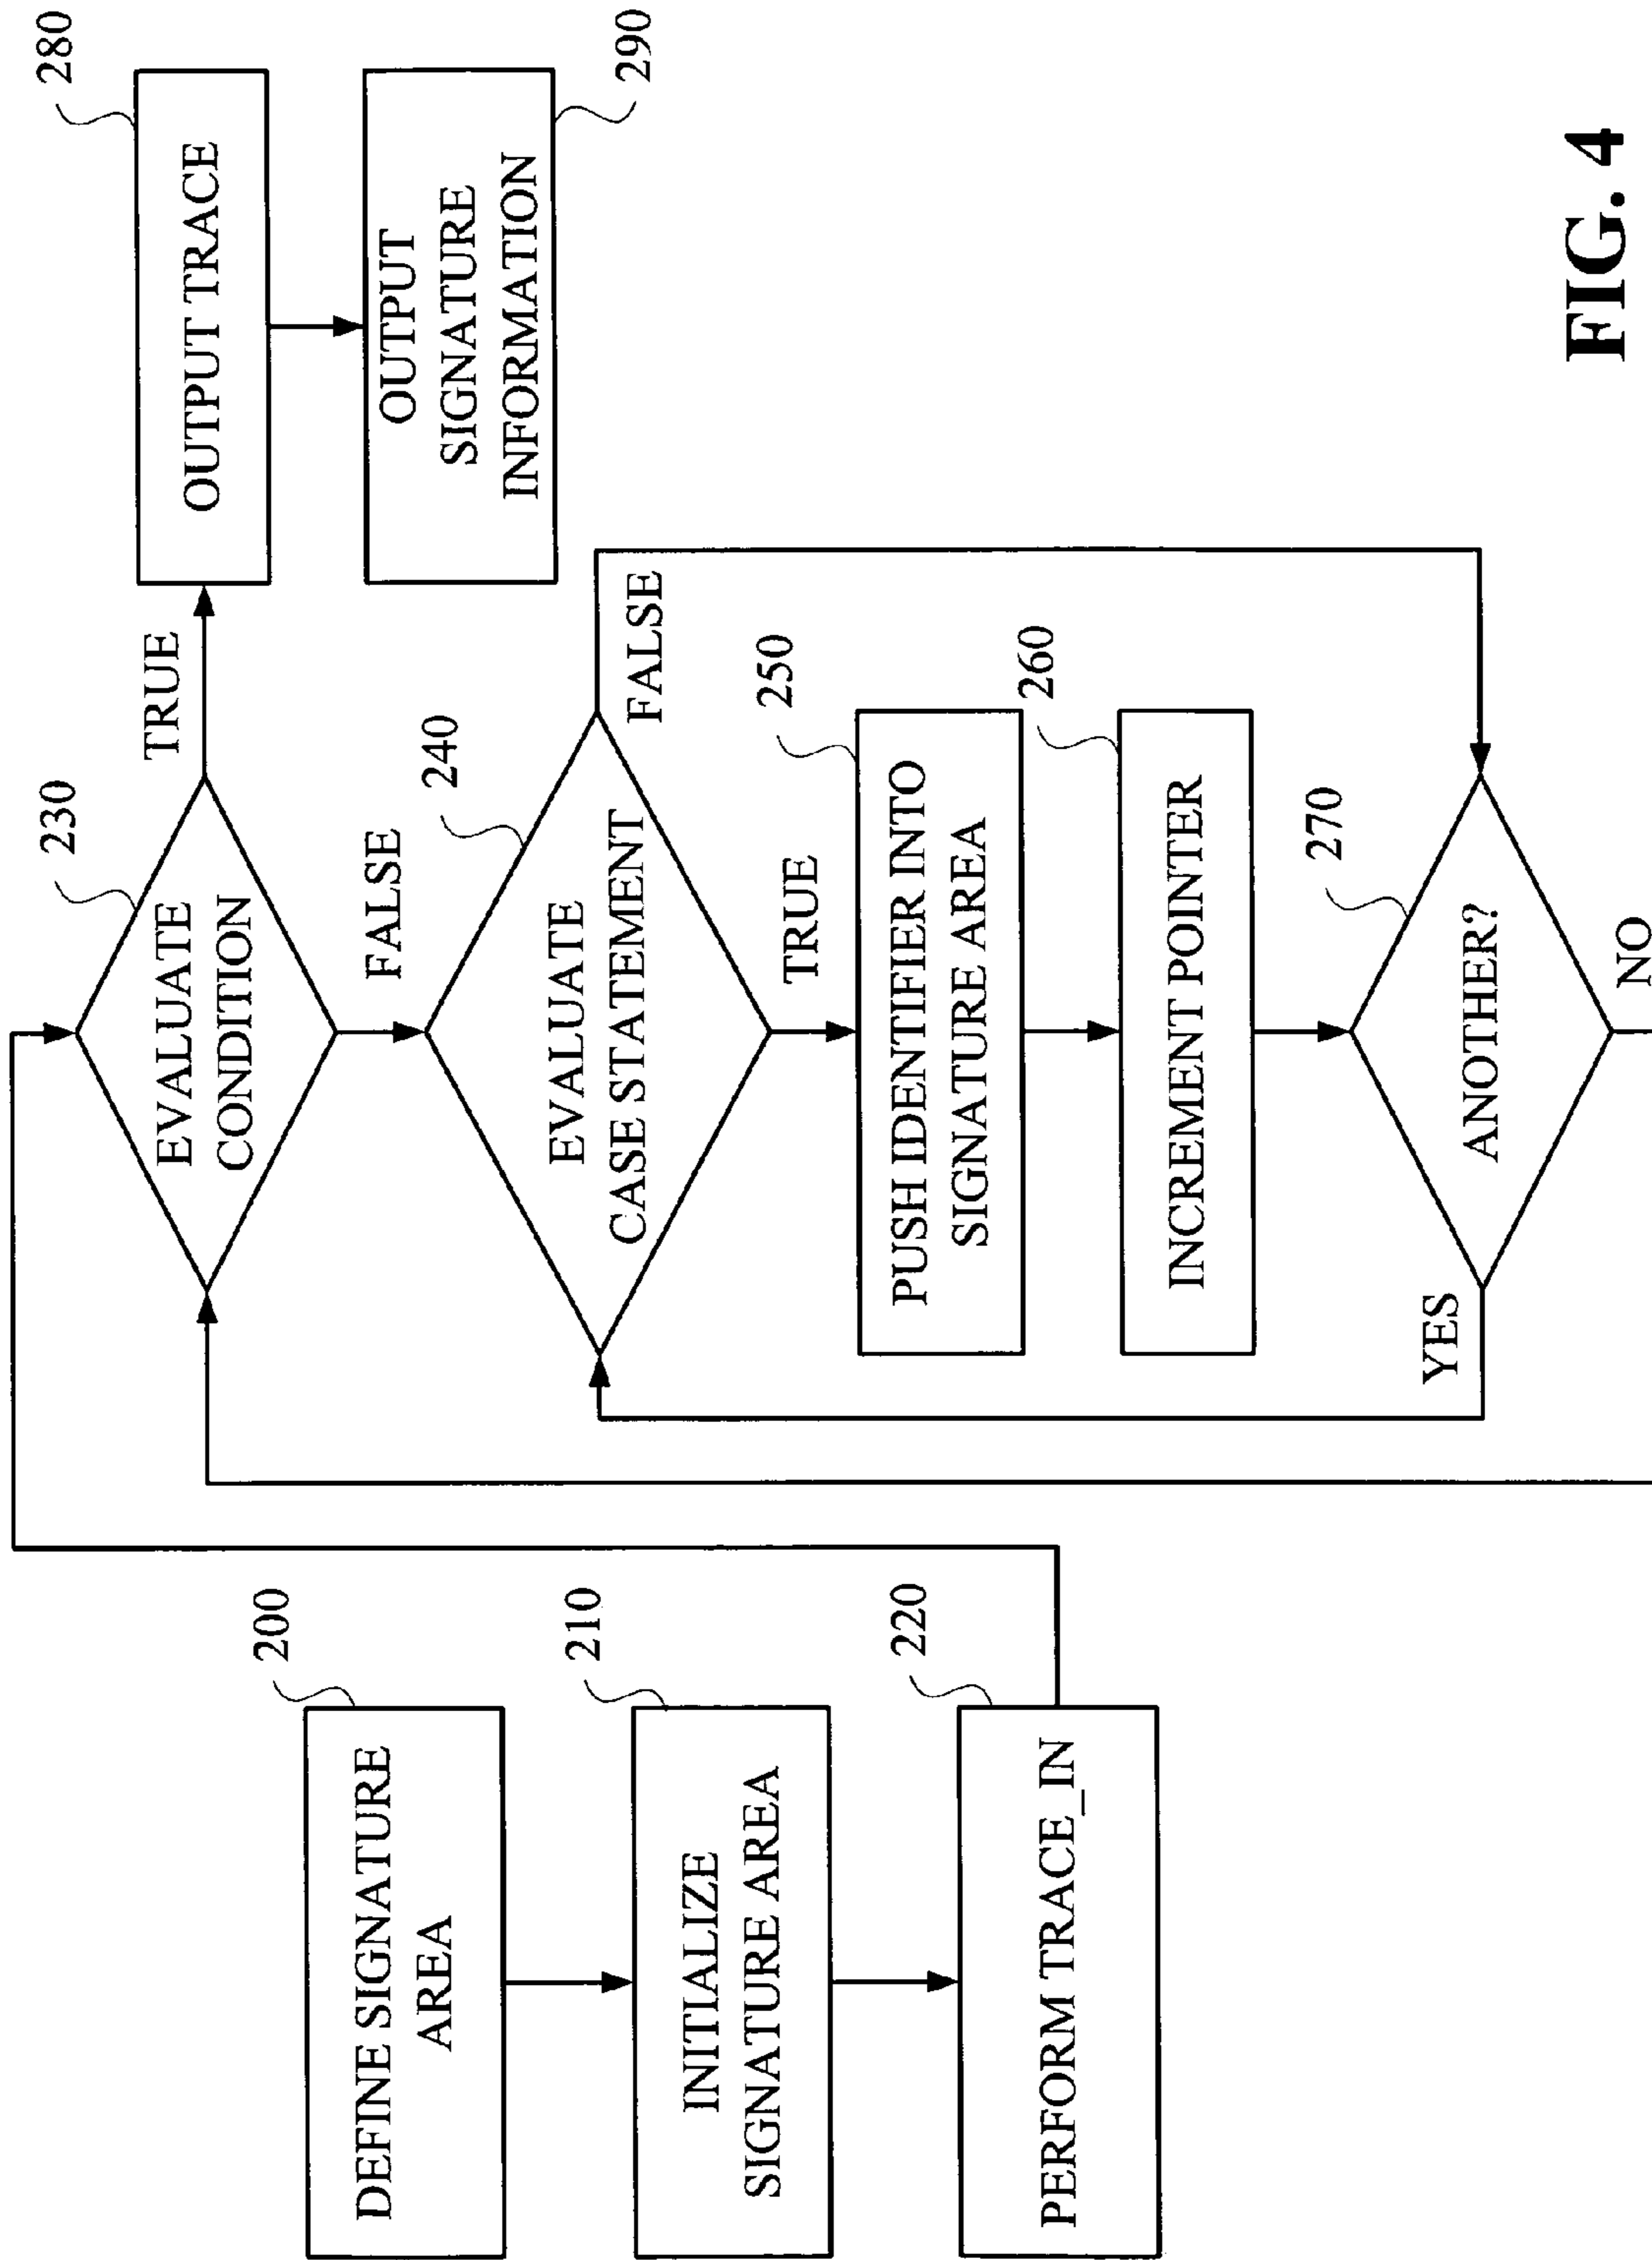 200
DEFINE SIGNATURE
AREA
210
INITIALIZE
SIGNATURE AREA
220
PERFORM TRACE_IN
230
EVALUATE
CONDITION
TRUE
FALSE
240
EVALUATE
CASE STATEMENT
FALSE
TRUE
250
PUSH IDENTIFIER INTO
SIGNATURE AREA
260
INCREMENT POINTER
270
ANOTHER?
YES
NO
280
OUTPUT TRACE
OUTPUT
SIGNATURE
INFORMATION
290
FIG. 4